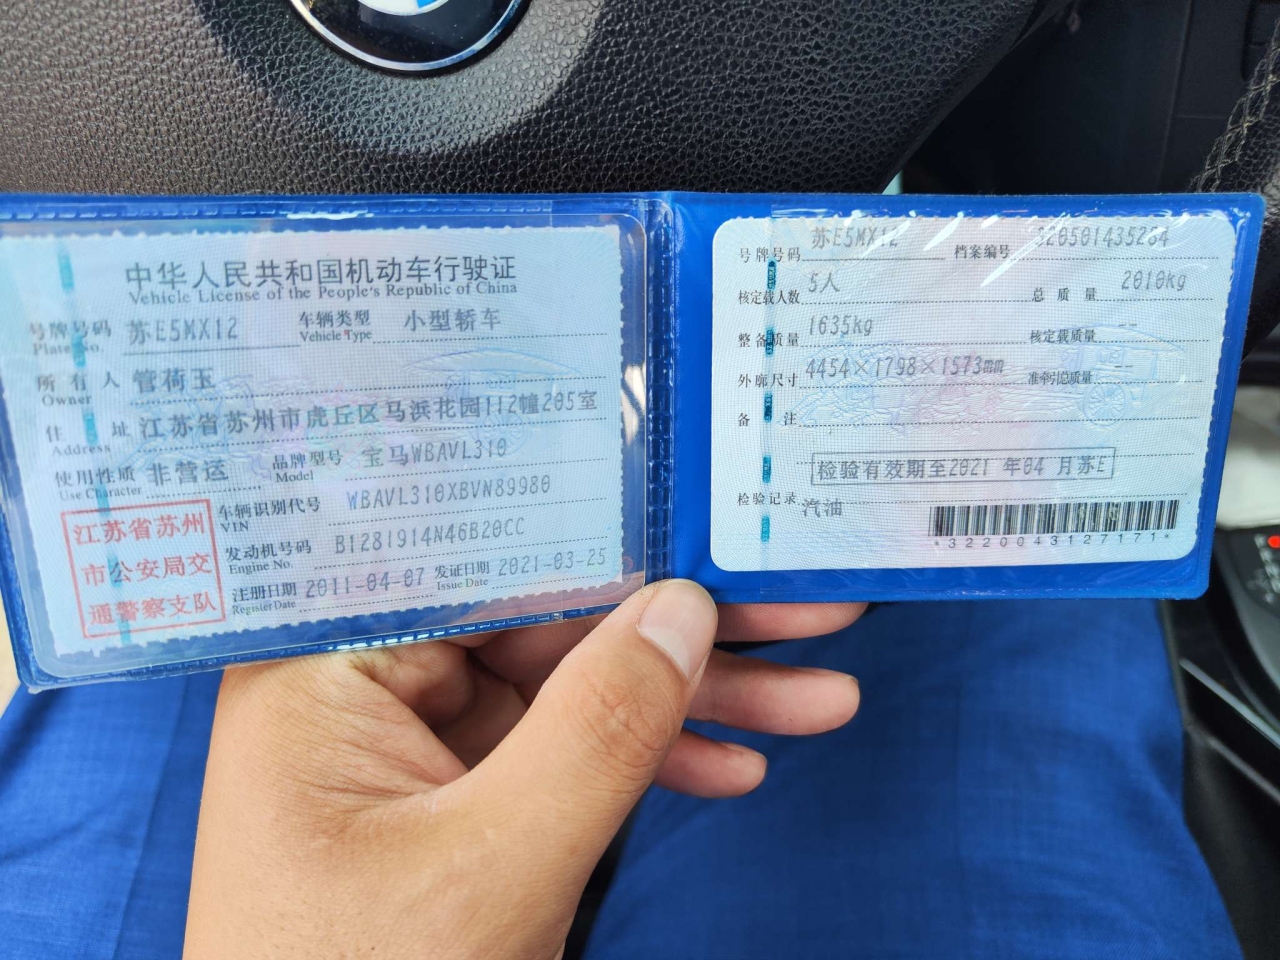 中华人民共和国机动车行驶证
Vehicle License of the People's Republic of China
号牌号码 苏E5MX12 车辆类型 小型轿车
Plate No. Vehicle Type
所有人 管荷玉
Owner
住址 江苏省苏州市虎丘区马浜花园112幢205室
Address
使用性质 非营运 品牌型号 宝马WBAVL310
Use Character Model
江苏省苏州
市公安局交
通警察支队
车辆识别代号 WBAVL310XBVN89980
VIN
发动机号码 B1281914N46B20CC
Engine No.
注册日期 2011-04-07 发证日期 2021-03-25
Register Date Issue Date
号牌号码 苏E5MX12 档案编号 320501435284
核定载人数 5人 总质量 2010kg
整备质量 1635kg 核定载质量 --
外廓尺寸 4454×1798×1573mm 准牵引总质量 --
备注
检验有效期至2021 年04 月苏E
检验记录
汽油
*3220043127171*